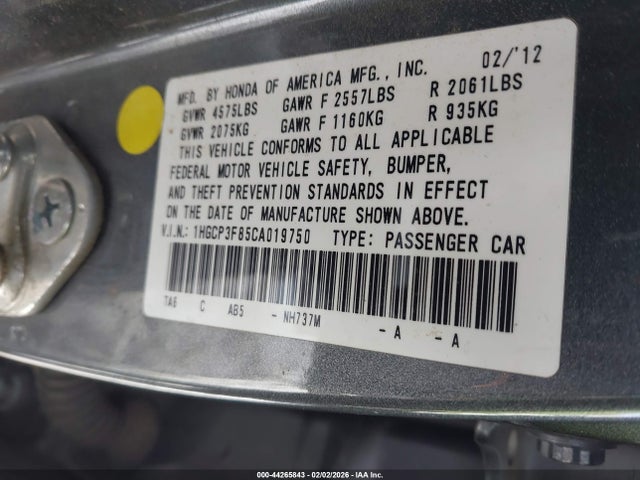 MFD. BY HONDA OF AMERICA MFG., INC. 02/'12
GVWR 4575LBS GAWR F 2557LBS R 2061LBS
GVWR 2075KG GAWR F 1160KG R 935KG
THIS VEHICLE CONFORMS TO ALL APPLICABLE
FEDERAL MOTOR VEHICLE SAFETY, BUMPER,
AND THEFT PREVENTION STANDARDS IN EFFECT
ON THE DATE OF MANUFACTURE SHOWN ABOVE.
V.I.N.: 1HGCP3F85CA019750 TYPE: PASSENGER CAR
TA6 C AB5 - NH737M - A - A
000-44265843 - 02/02/2026 - IAA Inc.